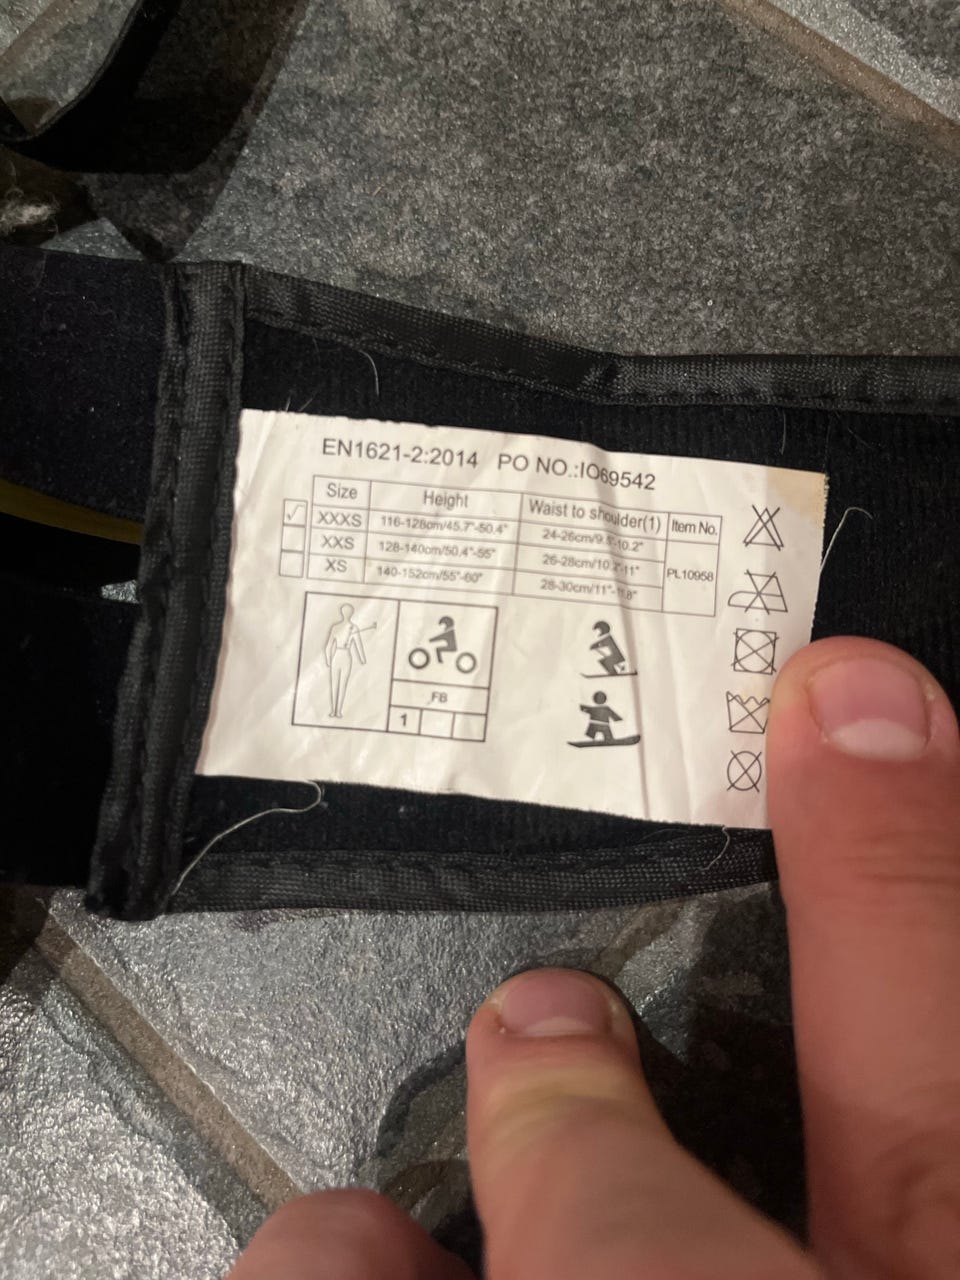 EN1621-2:2014 PO NO.:IO69542
Size Height Waist to shoulder(1) Item No.
✓ XXXS 116-128cm/45.7"-50.4" 24-26cm/9.5"-10.2"
XXS 128-140cm/50.4"-55" 26-28cm/10.2"-11" PL10958
XS 140-152cm/55"-60" 28-30cm/11"-11.8"
FB
1